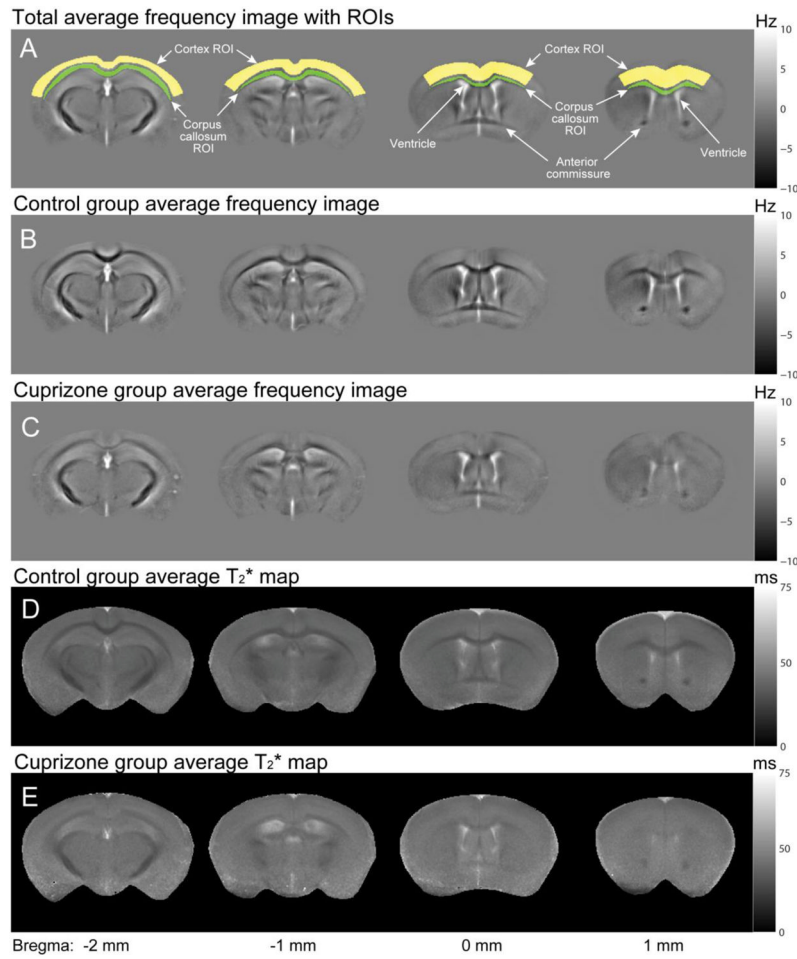 Total average frequency image with ROIs
Hz
A
Cortex ROI
Cortex ROI
Corpus
callosum
ROI
Ventricle
Corpus
callosum
ROI
Anterior
commissure
Ventricle
10
5
0
−5
−10
Control group average frequency image
Hz
B
10
5
0
−5
−10
Cuprizone group average frequency image
Hz
C
10
5
0
−5
−10
Control group average T₂* map
ms
D
75
50
0
Cuprizone group average T₂* map
ms
E
75
50
0
Bregma: -2 mm -1 mm 0 mm 1 mm